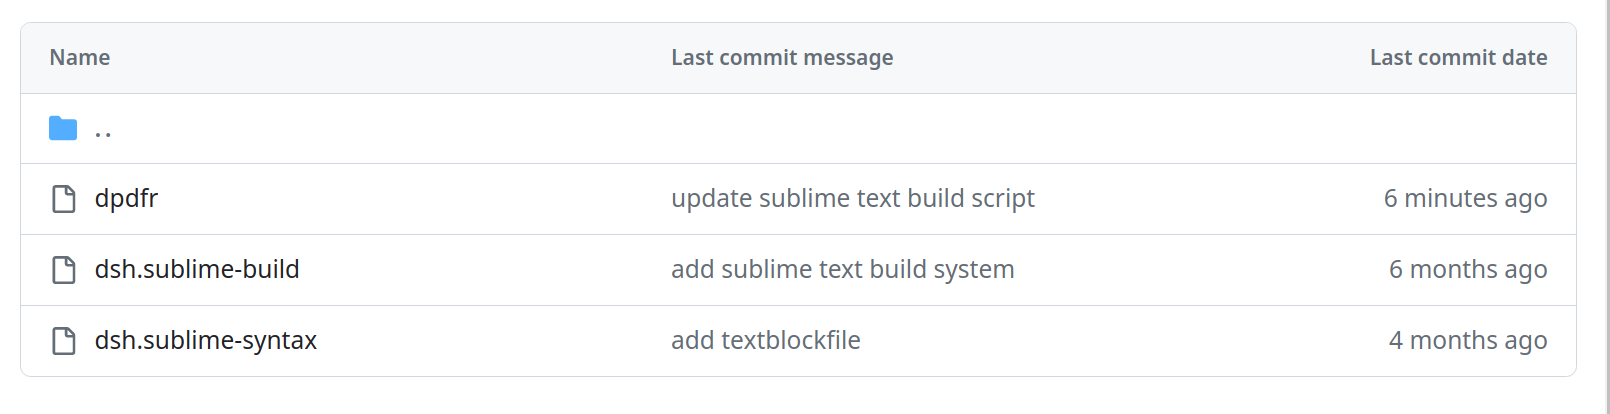 Name Last commit message Last commit date
..
dpdfr update sublime text build script 6 minutes ago
dsh.sublime-build add sublime text build system 6 months ago
dsh.sublime-syntax add textblockfile 4 months ago